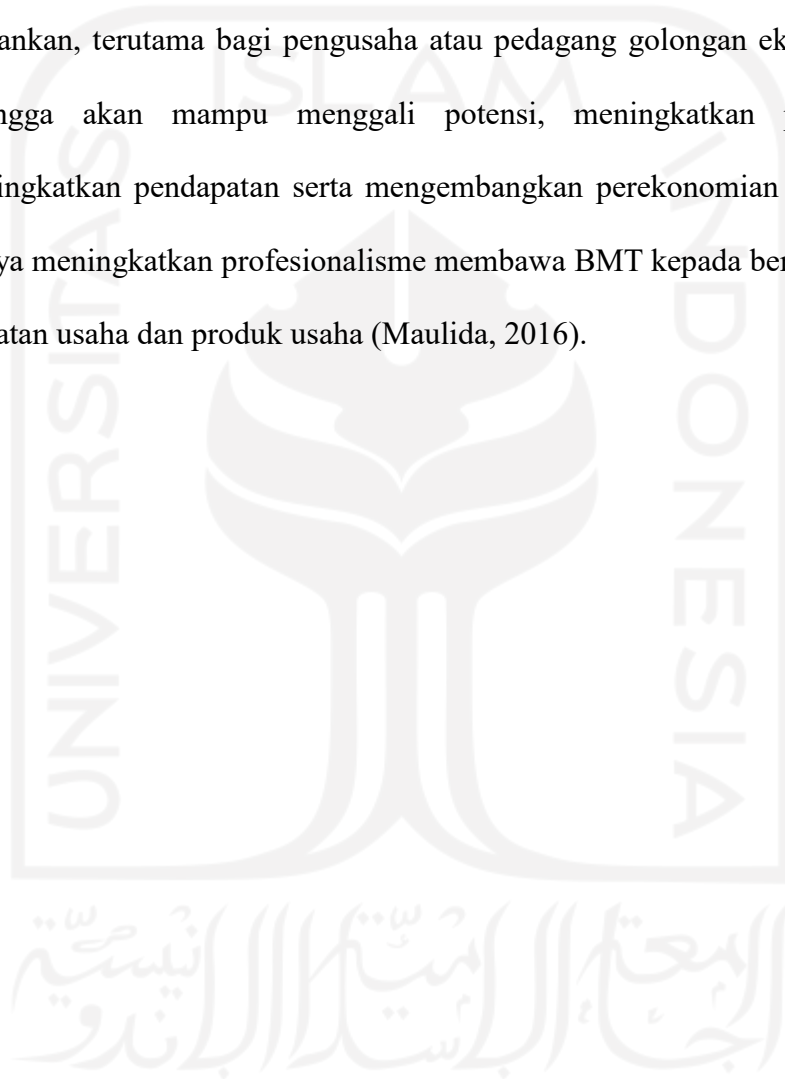 ankan, terutama bagi pengusaha atau pedagang golongan ek
ngga akan mampu menggali potensi, meningkatkan
ingkatkan pendapatan serta mengembangkan perekonomian
ya meningkatkan profesionalisme membawa BMT kepada ber
atan usaha dan produk usaha (Maulida, 2016).
ISLAM
UNIVERSITAS
INDONESIA